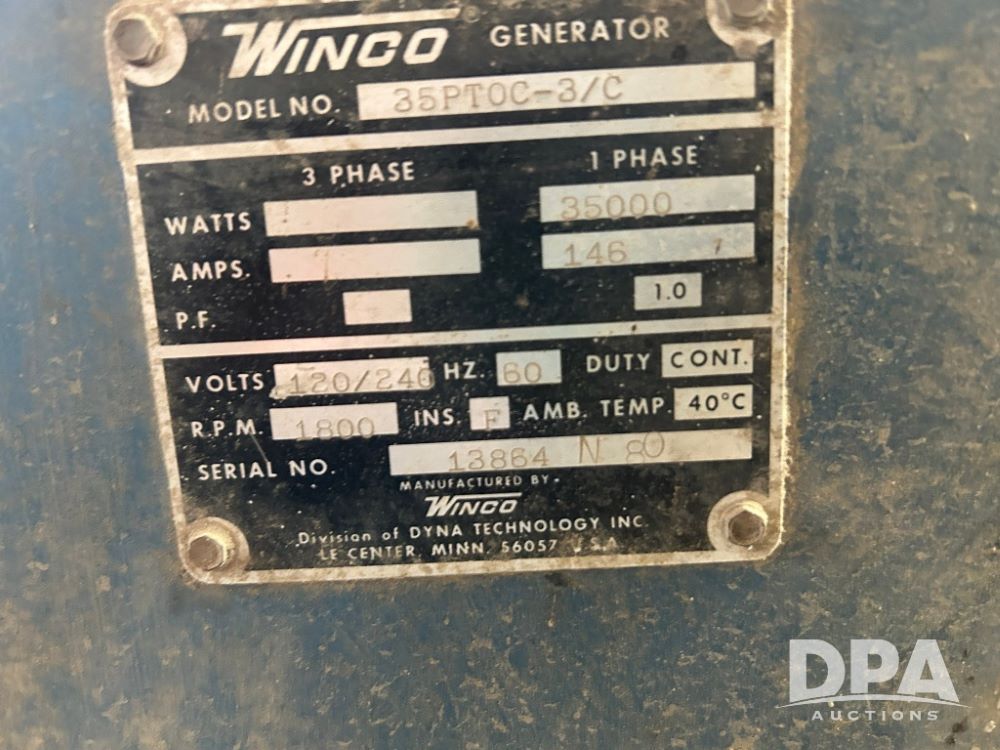 WINCO GENERATOR
MODEL NO. 35PTOC-3/C
3 PHASE 1 PHASE
WATTS 35000
AMPS. 146
P.F. 1.0
VOLTS 120/240 HZ. 60 DUTY CONT.
R.P.M. 1800 INS. F AMB. TEMP. 40°C
SERIAL NO. 13864 N 80
MANUFACTURED BY
WINCO
Division of DYNA TECHNOLOGY INC.
LE CENTER, MINN. 56057 U.S.A.
DPA
AUCTIONS